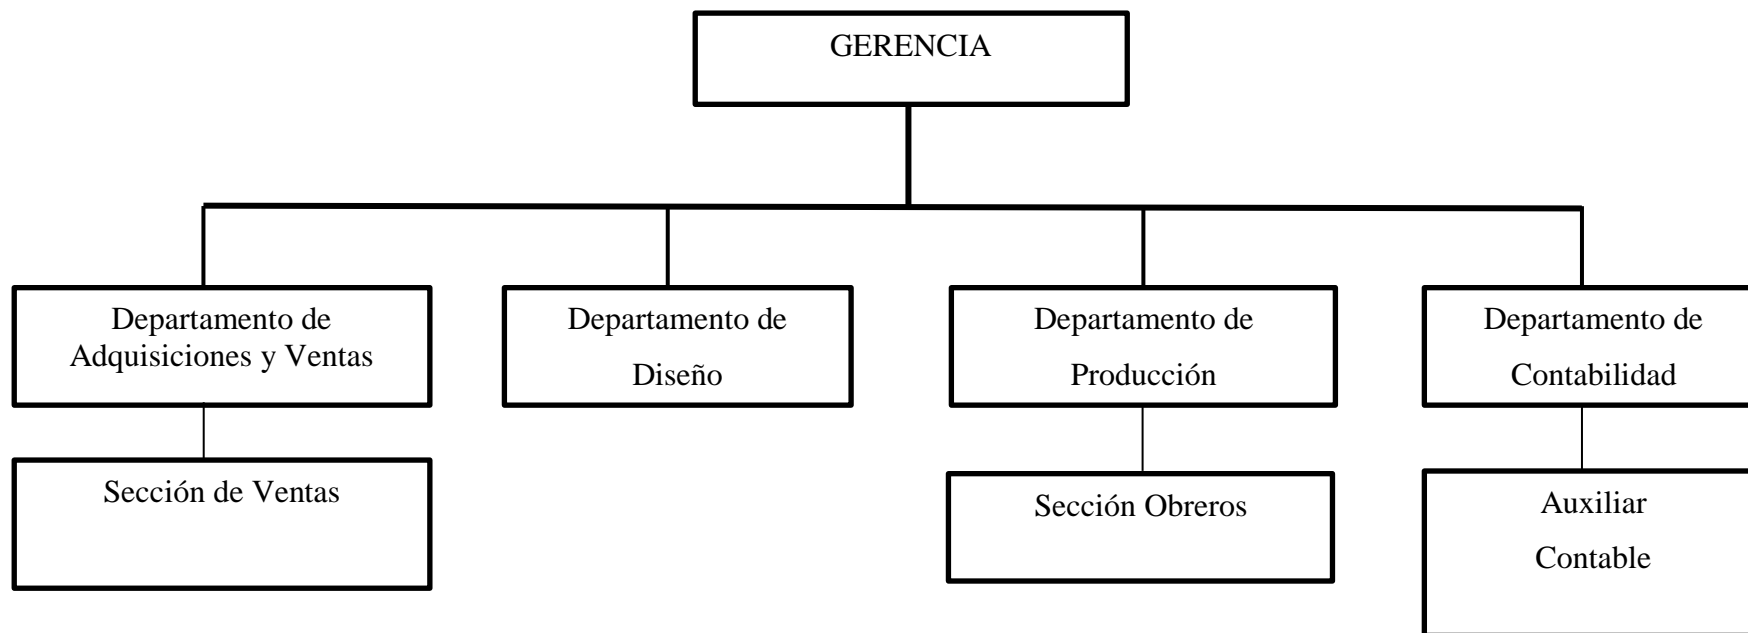 GERENCIA
Departamento de
Adquisiciones y Ventas
Departamento de
Diseño
Departamento de
Producción
Departamento de
Contabilidad
Sección de Ventas
Sección Obreros
Auxiliar
Contable